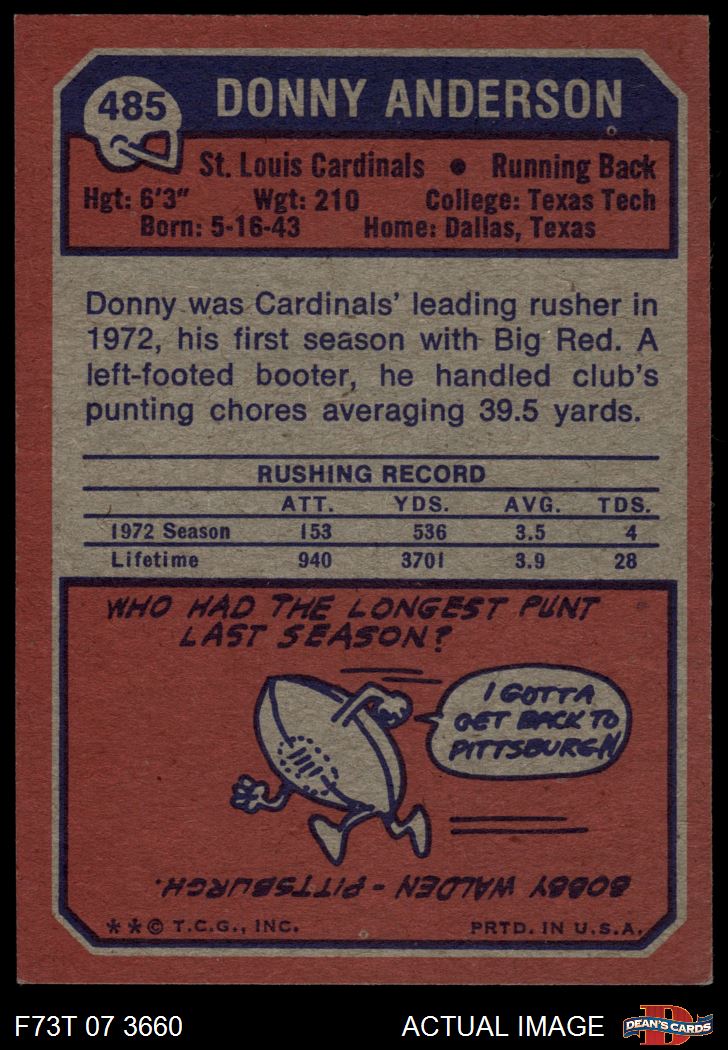 485
DONNY ANDERSON
St. Louis Cardinals • Running Back
Hgt: 6'3" Wgt: 210 College: Texas Tech
Born: 5-16-43 Home: Dallas, Texas
Donny was Cardinals' leading rusher in
1972, his first season with Big Red. A
left-footed booter, he handled club's
punting chores averaging 39.5 yards.
RUSHING RECORD
ATT. YDS. AVG. TDS.
1972 Season 153 536 3.5 4
Lifetime 940 3701 3.9 28
WHO HAD THE LONGEST PUNT
LAST SEASON?
I GOTTA
GET BACK TO
PITTSBURGH
BOBBY WALDEN - PITTSBURGH.
**© T.C.G., INC. PRTD. IN U.S.A.
F73T 07 3660 ACTUAL IMAGE
D
DEAN'S CARDS